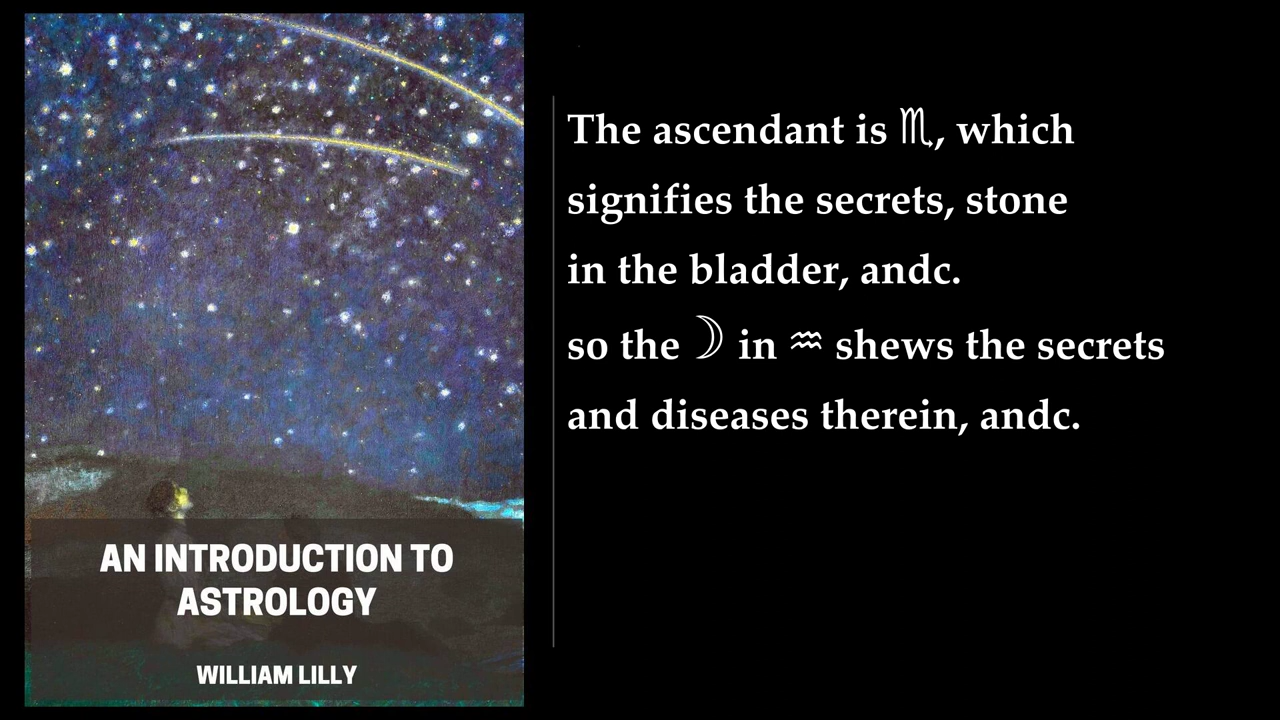 AN INTRODUCTION TO
ASTROLOGY
WILLIAM LILLY
The ascendant is ♏, which
signifies the secrets, stone
in the bladder, andc.
so the ☽ in ♒ shews the secrets
and diseases therein, andc.